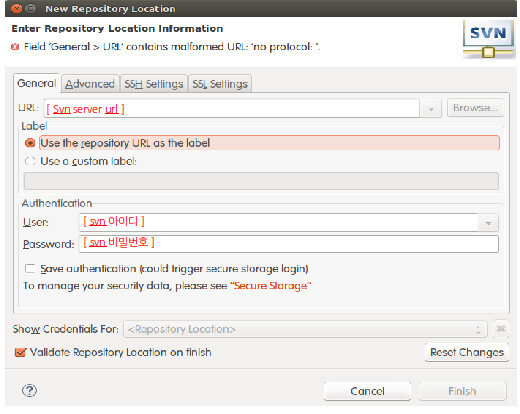 New Repository Location
Enter Repository Location Information
Field 'General > URL' contains malformed URL: 'no protocol: '.
SVN
General Advanced SSH Settings SSL Settings
URL: [ Svn server url ] Browse...
Label
Use the repository URL as the label
Use a custom label:
Authentication
User: [ svn 아이디 ]
Password: [ svn 비밀번호 ]
Save authentication (could trigger secure storage login)
To manage your security data, please see "Secure Storage"
Show Credentials For: <Repository Location>
Validate Repository Location on finish Reset Changes
? Cancel Finish